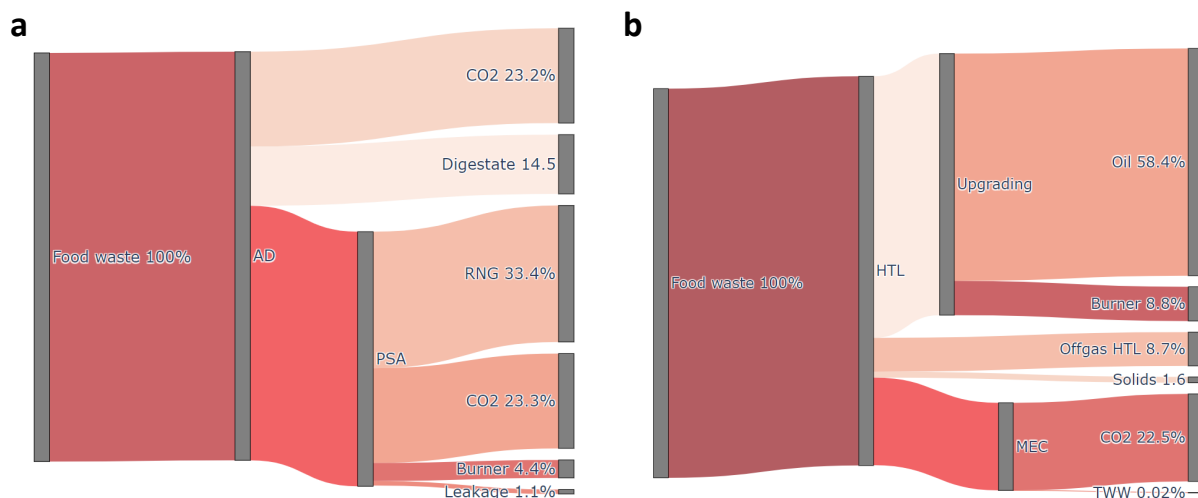 a
CO2 23.2%
Digestate 14.5
Food waste 100%
AD
RNG 33.4%
PSA
CO2 23.3%
Burner 4.4%
Leakage 1.1%
b
Oil 58.4%
Upgrading
HTL
Food waste 100%
Burner 8.8%
Offgas HTL 8.7%
Solids 1.6
MEC
CO2 22.5%
TWW 0.02%